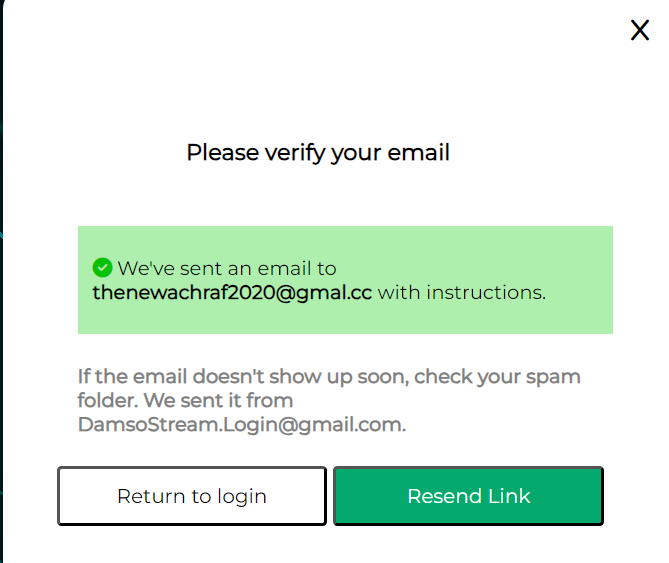 X
Please verify your email
We've sent an email to
thenewachraf2020@gmal.cc with instructions.
If the email doesn't show up soon, check your spam
folder. We sent it from
DamsoStream.Login@gmail.com.
Return to login
Resend Link